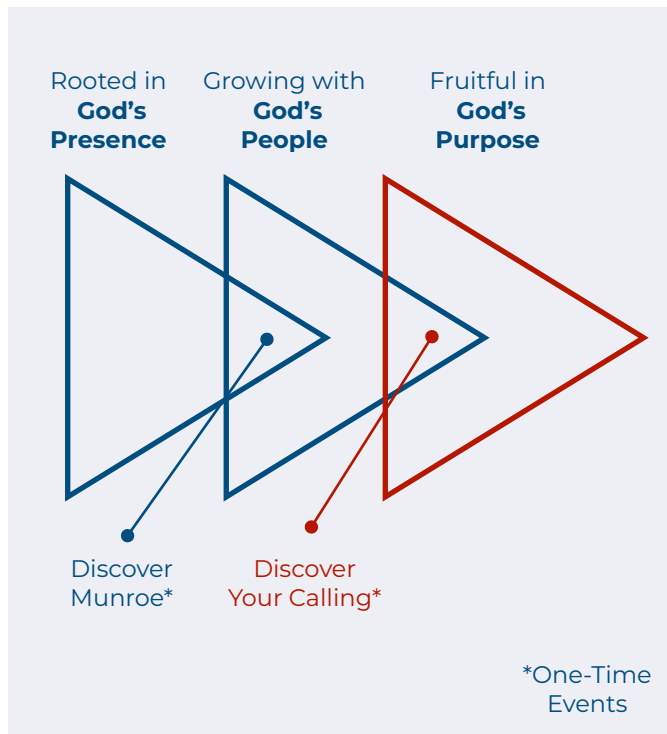 Rooted in
God’s
Presence
Growing with
God’s
People
Fruitful in
God’s
Purpose
Discover
Munroe*
Discover
Your Calling*
*One-Time
Events